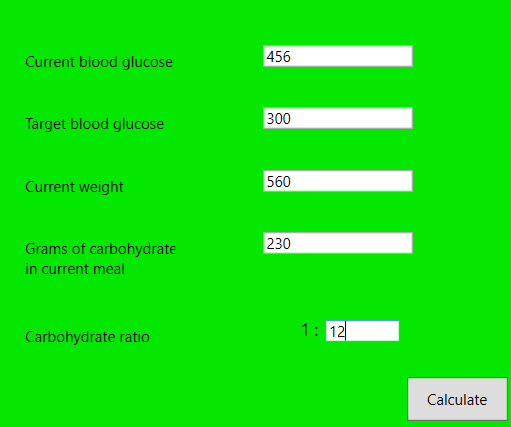 Current blood glucose 456
Target blood glucose 300
Current weight 560
Grams of carbohydrate 230
in current meal
Carbohydrate ratio 1 : 12
Calculate